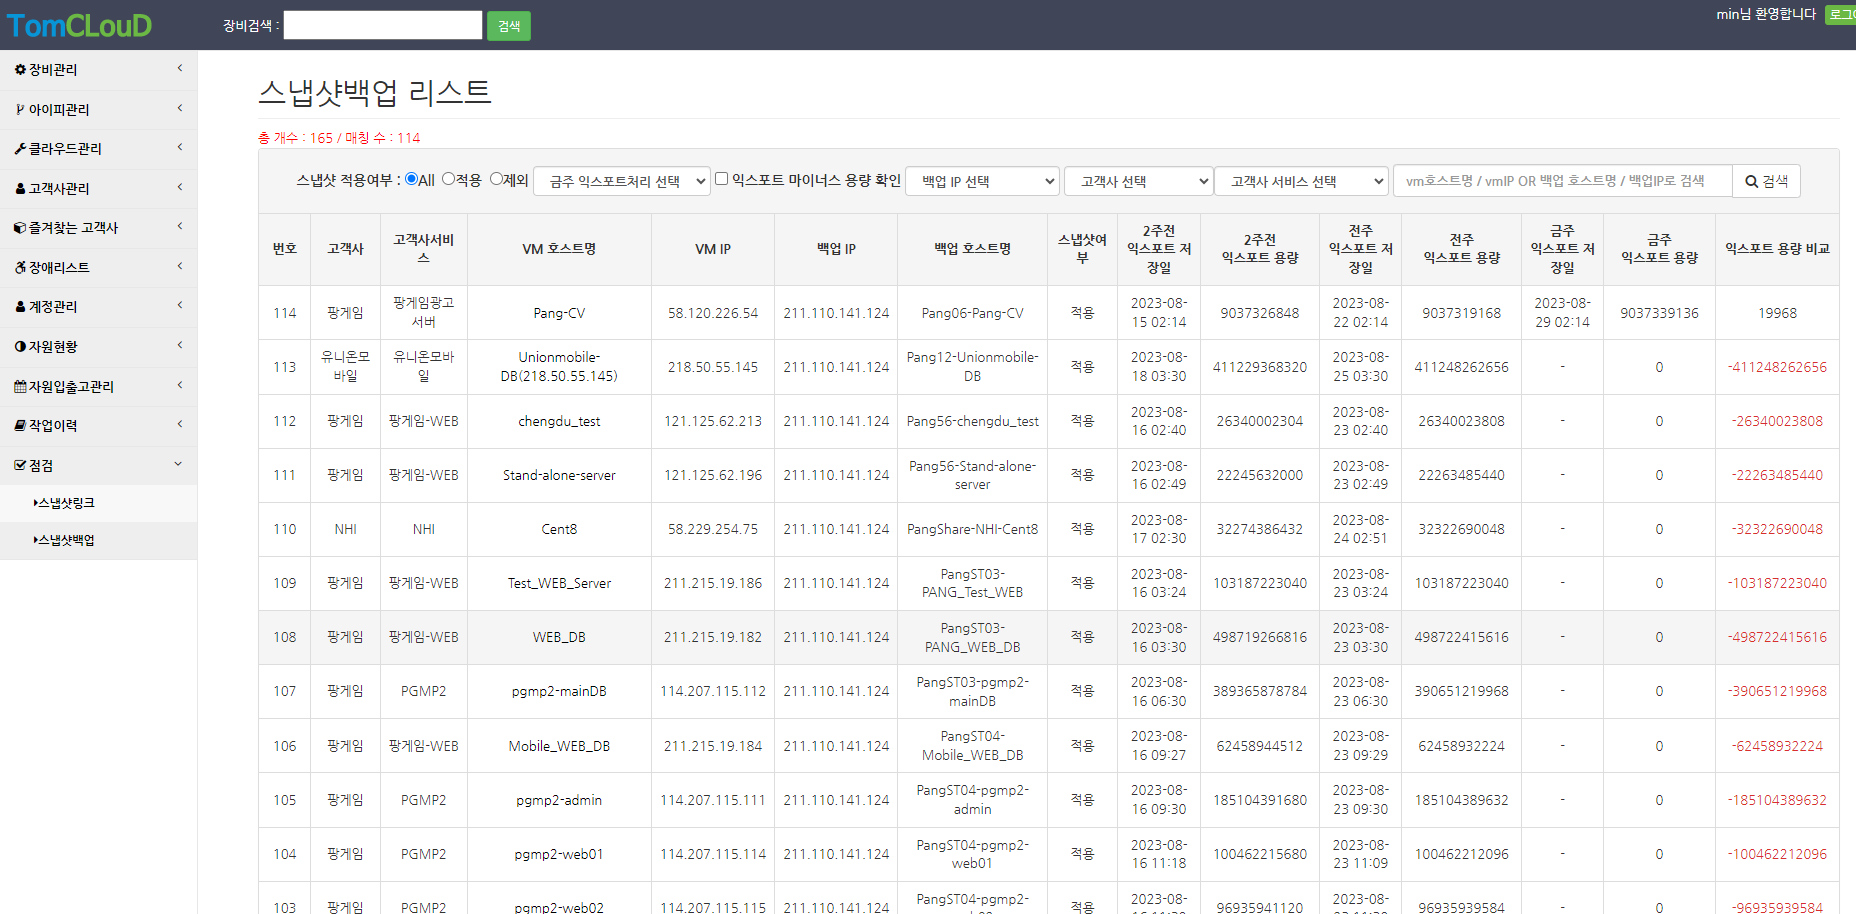 TomCLouD
장비검색 :
검색
min님 환영합니다
장비관리
아이피관리
클라우드관리
고객사관리
즐겨찾는 고객사
장애리스트
계정관리
자원현황
자원입출고관리
작업이력
점검
스냅샷링크
스냅샷백업
스냅샷백업 리스트
총 개수 : 165 / 매칭 수 : 114
스냅샷 적용여부 : All 적용 제외 금주 익스포트처리 선택 익스포트 마이너스 용량 확인 백업 IP 선택 고객사 선택 고객사 서비스 선택 vm호스트명 / vmIP OR 백업 호스트명 / 백업IP로 검색 검색
번호 고객사 고객사서비스 VM 호스트명 VM IP 백업 IP 백업 호스트명 스냅샷여부 2주전 익스포트 저장일 2주전 익스포트 용량 전주 익스포트 저장일 전주 익스포트 용량 금주 익스포트 저장일 금주 익스포트 용량 익스포트 용량 비교
114 팡게임 팡게임광고서버 Pang-CV 58.120.226.54 211.110.141.124 Pang06-Pang-CV 적용 2023-08-15 02:14 9037326848 2023-08-22 02:14 9037319168 2023-08-29 02:14 9037339136 19968
113 유니온모바일 유니온모바일 Unionmobile-DB(218.50.55.145) 218.50.55.145 211.110.141.124 Pang12-Unionmobile-DB 적용 2023-08-18 03:30 411229368320 2023-08-25 03:30 411248262656 - 0 -411248262656
112 팡게임 팡게임-WEB chengdu_test 121.125.62.213 211.110.141.124 Pang56-chengdu_test 적용 2023-08-16 02:40 26340002304 2023-08-23 02:40 26340023808 - 0 -26340023808
111 팡게임 팡게임-WEB Stand-alone-server 121.125.62.196 211.110.141.124 Pang56-Stand-alone-server 적용 2023-08-16 02:49 22245632000 2023-08-23 02:49 22263485440 - 0 -22263485440
110 NHI NHI Cent8 58.229.254.75 211.110.141.124 PangShare-NHI-Cent8 적용 2023-08-17 02:30 32274386432 2023-08-24 02:51 32322690048 - 0 -32322690048
109 팡게임 팡게임-WEB Test_WEB_Server 211.215.19.186 211.110.141.124 PangST03-PANG_Test_WEB 적용 2023-08-16 03:24 103187223040 2023-08-23 03:24 103187223040 - 0 -103187223040
108 팡게임 팡게임-WEB WEB_DB 211.215.19.182 211.110.141.124 PangST03-PANG_WEB_DB 적용 2023-08-16 03:30 498719266816 2023-08-23 03:30 498722415616 - 0 -498722415616
107 팡게임 PGMP2 pgmp2-mainDB 114.207.115.112 211.110.141.124 PangST03-pgmp2-mainDB 적용 2023-08-16 06:30 389365878784 2023-08-23 06:30 390651219968 - 0 -390651219968
106 팡게임 팡게임-WEB Mobile_WEB_DB 211.215.19.184 211.110.141.124 PangST04-Mobile_WEB_DB 적용 2023-08-16 09:27 62458944512 2023-08-23 09:29 62458932224 - 0 -62458932224
105 팡게임 PGMP2 pgmp2-admin 114.207.115.111 211.110.141.124 PangST04-pgmp2-admin 적용 2023-08-16 09:30 185104391680 2023-08-23 09:30 185104389632 - 0 -185104389632
104 팡게임 PGMP2 pgmp2-web01 114.207.115.114 211.110.141.124 PangST04-pgmp2-web01 적용 2023-08-16 11:18 100462215680 2023-08-23 11:09 100462212096 - 0 -100462212096
103 팡게임 PGMP2 pgmp2-web02 114.207.115.115 211.110.141.124 PangST04-pgmp2- 적용 2023-08- 96935941120 2023-08- 96935939584 - 0 -96935939584